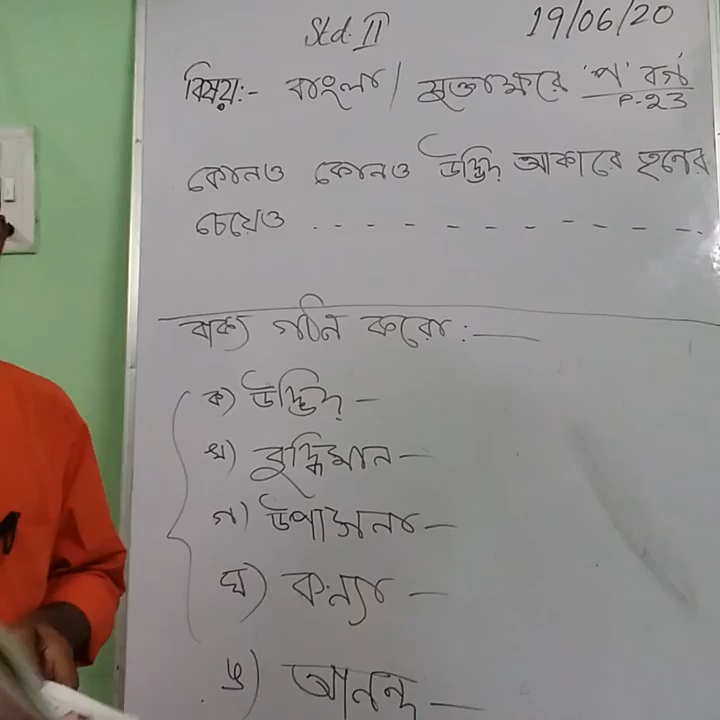 Std. II 19/06/20
বিষয়:- বাংলা / যুক্তাক্ষরে 'প' বর্গ
P-23
কোনও কোনও উদ্ভিদ্ আকারে তৃনের
চেয়েও . - - - - - - - - - -.
বাক্য গঠন করো:—
ক) উদ্ভিদ্ -
খ) বুদ্ধিমান -
গ) উপাসনা -
ঘ) কন্যা -
ঙ) আনন্দ -